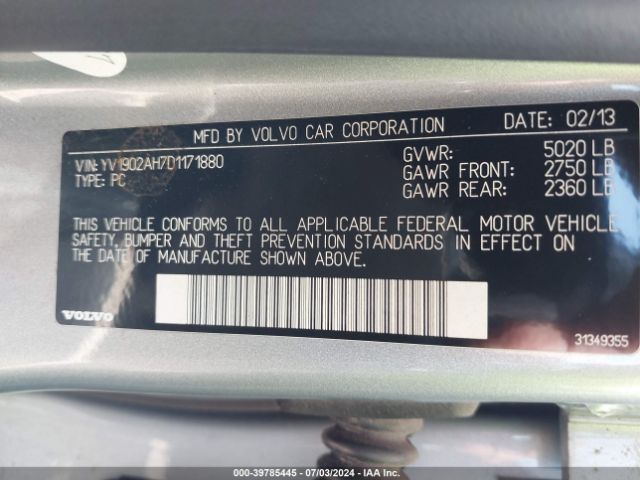 MFD BY VOLVO CAR CORPORATION DATE: 02/13
VIN: YV1902AH7D1171880
TYPE: PC
GVWR: 5020 LB
GAWR FRONT: 2750 LB
GAWR REAR: 2360 LB
THIS VEHICLE CONFORMS TO ALL APPLICABLE FEDERAL MOTOR VEHICLE
SAFETY, BUMPER AND THEFT PREVENTION STANDARDS IN EFFECT ON
THE DATE OF MANUFACTURE SHOWN ABOVE.
VOLVO
31349355
000-39785445 - 07/03/2024 - IAA Inc.